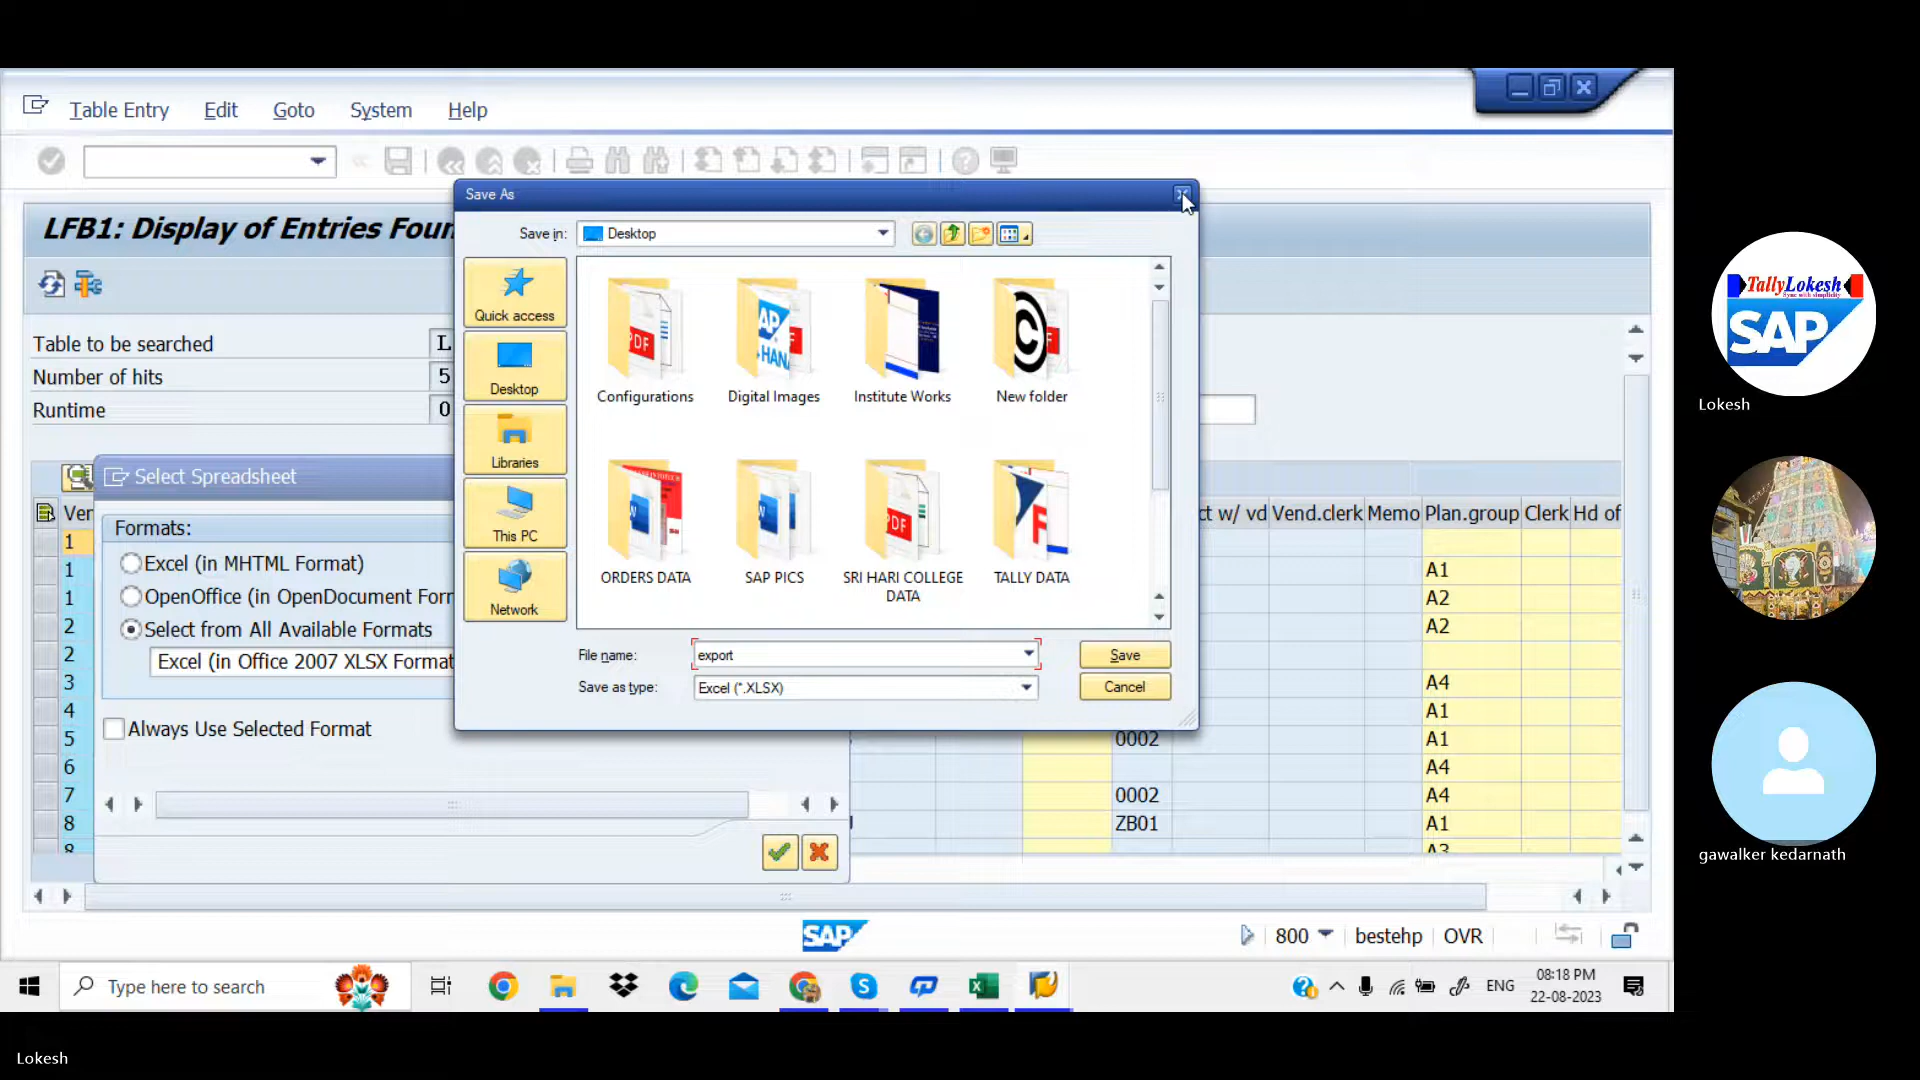 Table Entry Edit Goto System Help
Save As
LFB1: Display of Entries Foun
Save in: Desktop
Quick access
Desktop
Libraries
This PC
Network
Configurations Digital Images Institute Works New folder
ORDERS DATA SAP PICS SRI HARI COLLEGE DATA TALLY DATA
File name: export Save
Save as type: Excel (*.XLSX) Cancel
Table to be searched L
Number of hits 5
Runtime 0
Select Spreadsheet
Formats:
Excel (in MHTML Format)
OpenOffice (in OpenDocument Forr
Select from All Available Formats
Excel (in Office 2007 XLSX Format
Always Use Selected Format
Ver ct w/ vd Vend.clerk Memo Plan.group Clerk Hd of
1
1 A1
1 A2
2 A2
2
3 A4
4 A1
5 0002 A1
6 A4
7 0002 A4
8 ZB01 A1
8 A3
SAP
800 bestehp OVR
Type here to search
ENG 08:18 PM
22-08-2023
TallyLokesh
Sync with simplicity
SAP
Lokesh
gawalker kedarnath
Lokesh